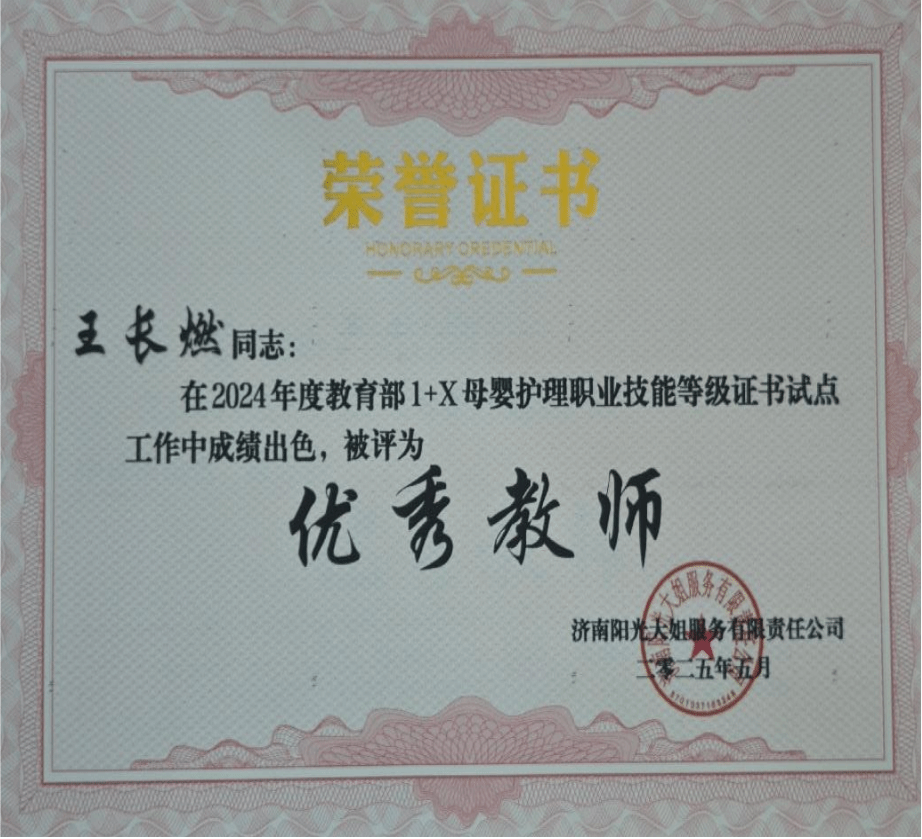 荣誉证书
HONORARY CREDENTIAL
王长燃同志：
在2024年度教育部1+X母婴护理职业技能等级证书试点
工作中成绩出色，被评为
优秀教师
济南阳光大姐服务有限责任公司
二零二五年五月